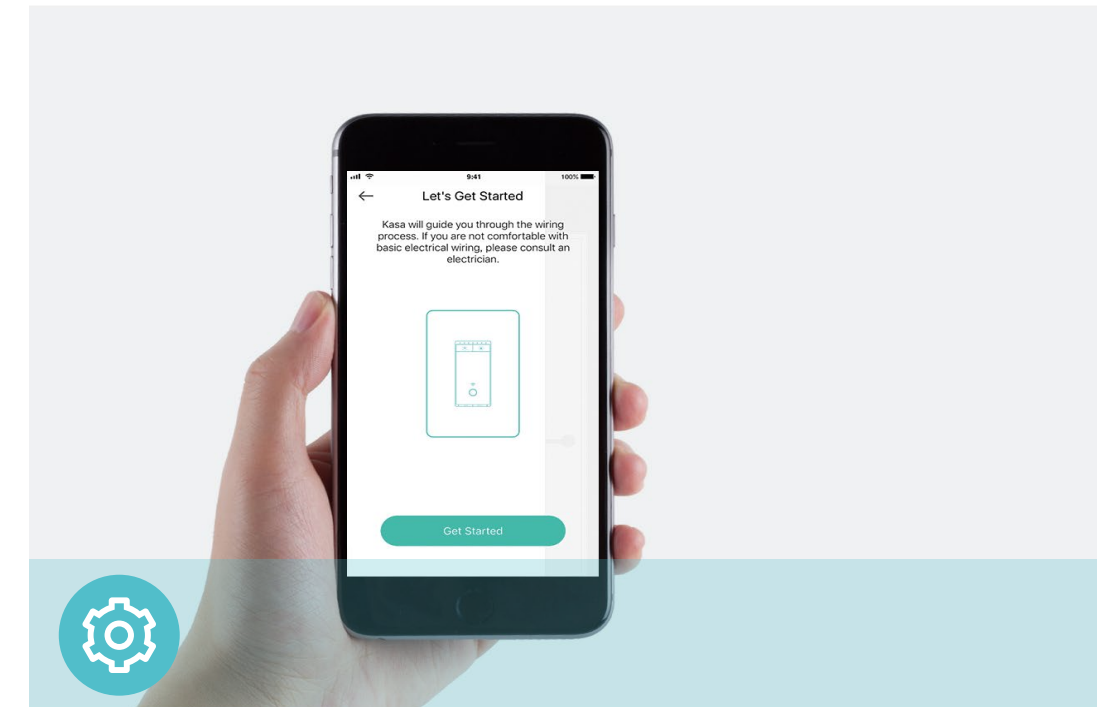 9:41
100%
Let's Get Started
Kasa will guide you through the wiring
process. If you are not comfortable with
basic electrical wiring, please consult an
electrician.
Get Started